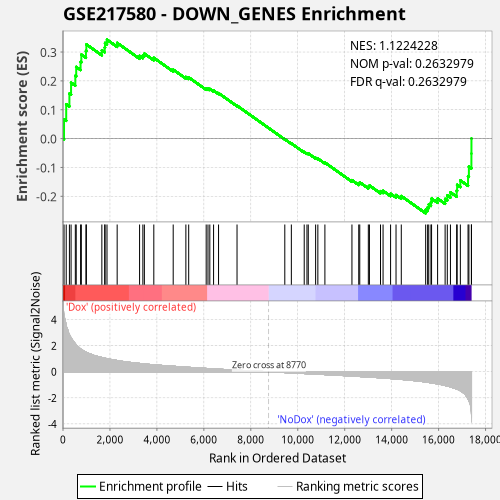 GSE217580 - DOWN_GENES Enrichment
Enrichment score (ES)
0.3
0.2
0.1
0.0
-0.1
-0.2
NES: 1.1224228
NOM p-val: 0.2632979
FDR q-val: 0.2632979
Ranked list metric (Signal2Noise)
'Dox' (positively correlated)
4
2
0
-2
-4
Zero cross at 8770
'NoDox' (negatively correlated)
0 2,000 4,000 6,000 8,000 10,000 12,000 14,000 16,000 18,000
Rank in Ordered Dataset
Enrichment profile Hits Ranking metric scores